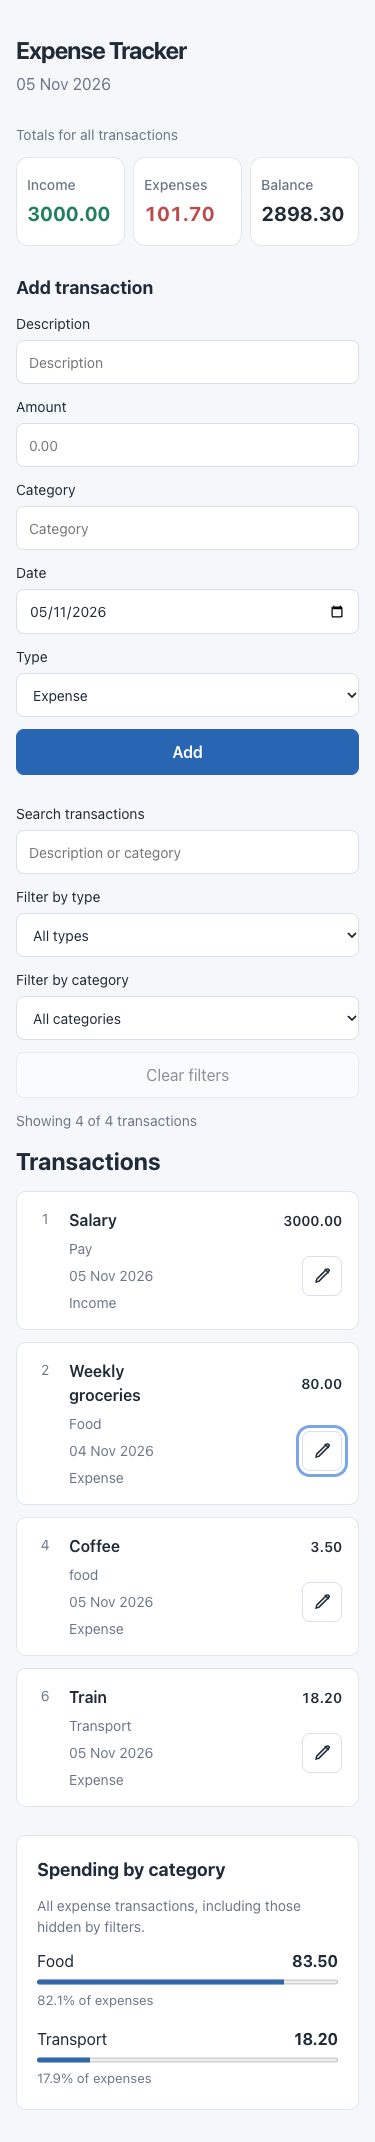 Expense Tracker
05 Nov 2026
Totals for all transactions
Income
3000.00
Expenses
101.70
Balance
2898.30
Add transaction
Description
Description
Amount
0.00
Category
Category
Date
05/11/2026
Type
Expense
Add
Search transactions
Description or category
Filter by type
All types
Filter by category
All categories
Clear filters
Showing 4 of 4 transactions
Transactions
1 Salary 3000.00
Pay
05 Nov 2026
Income
2 Weekly
groceries 80.00
Food
04 Nov 2026
Expense
4 Coffee 3.50
food
05 Nov 2026
Expense
6 Train 18.20
Transport
05 Nov 2026
Expense
Spending by category
All expense transactions, including those
hidden by filters.
Food 83.50
82.1% of expenses
Transport 18.20
17.9% of expenses